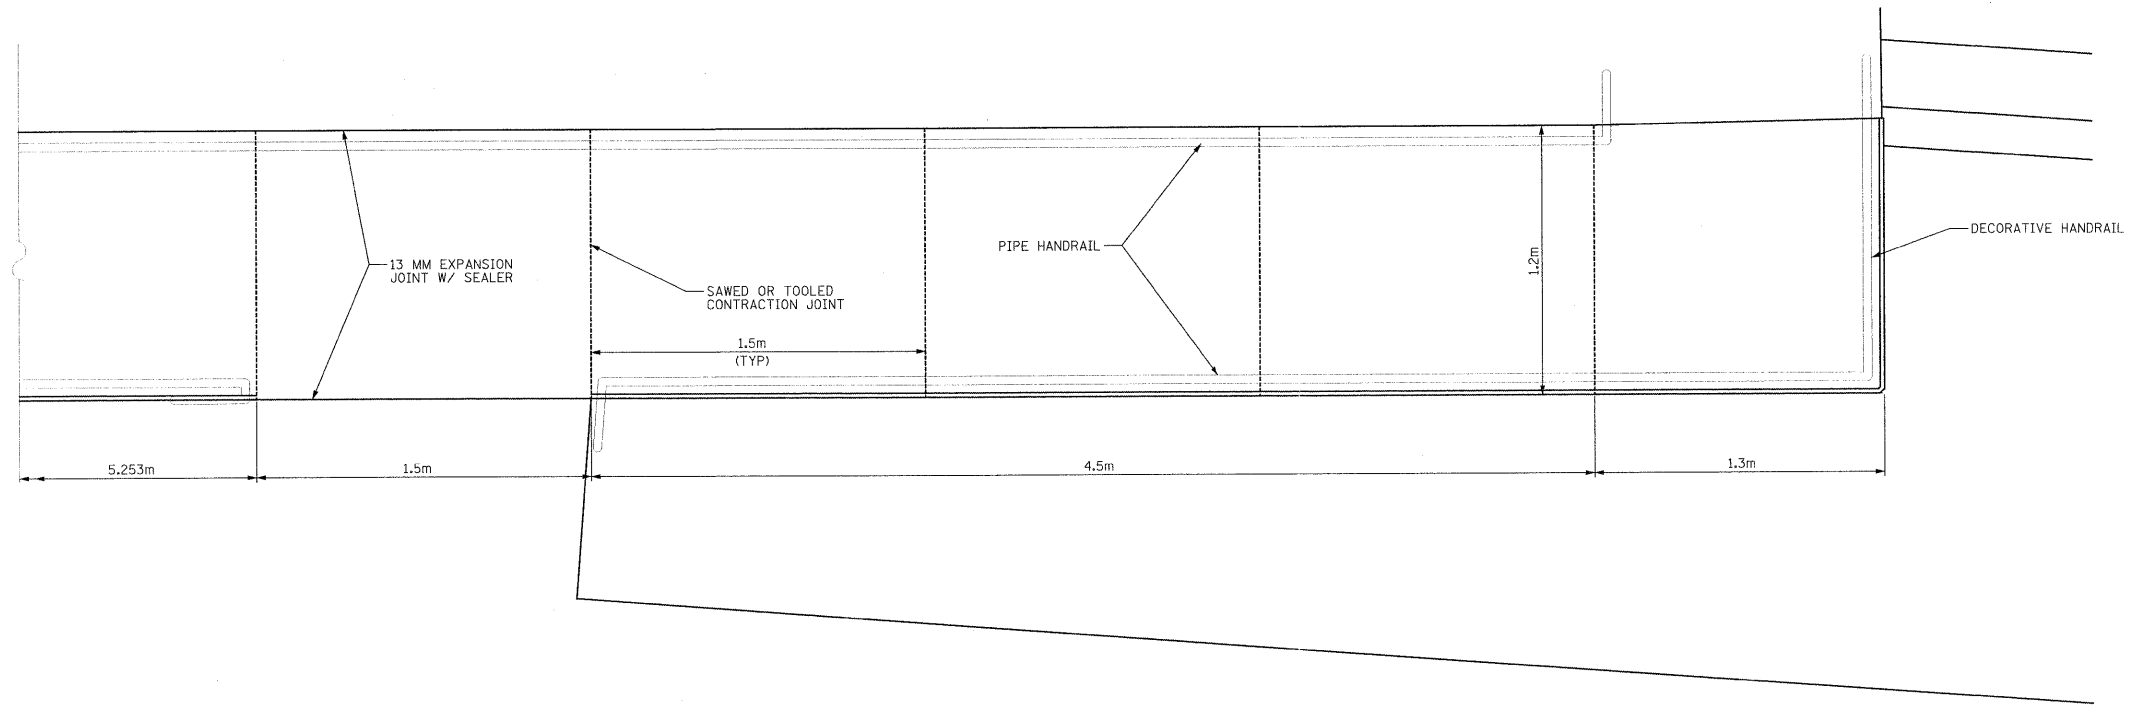 DECORATIVE HANDRAIL
PIPE HANDRAIL
1.2m
13 MM EXPANSION
JOINT W/ SEALER
SAWED OR TOOLED
CONTRACTION JOINT
1.5m
(TYP)
5.253m
1.5m
4.5m
1.3m